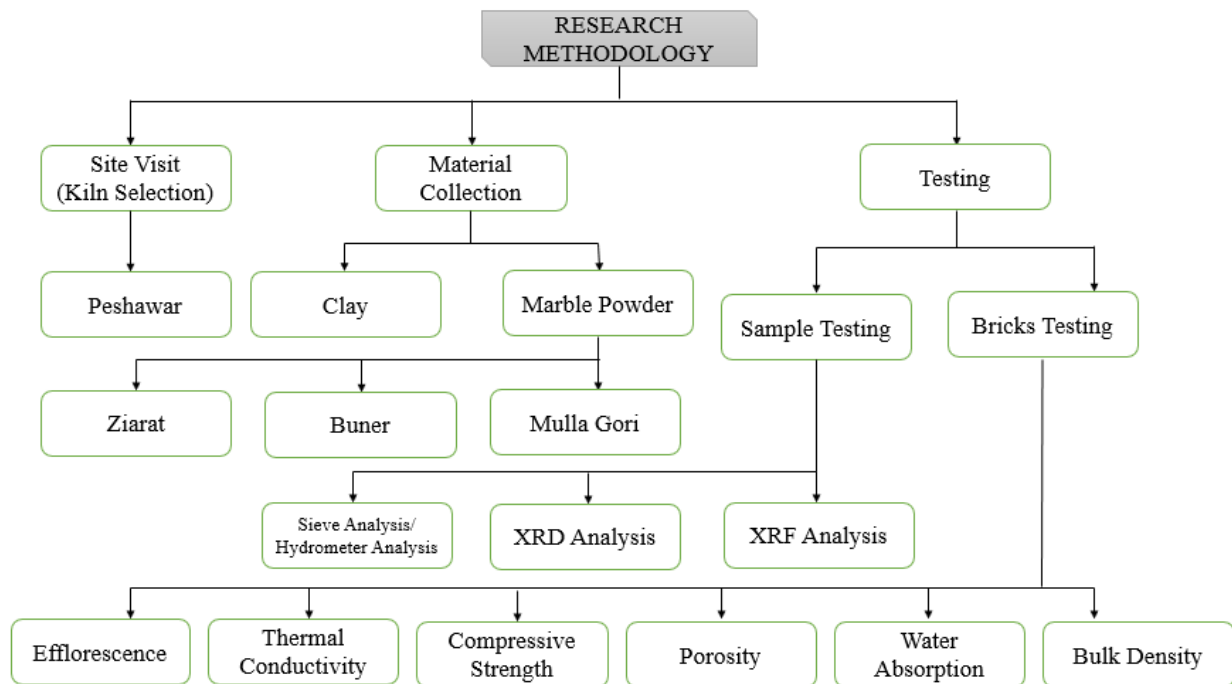 RESEARCH
METHODOLOGY
Site Visit
(Kiln Selection)
Material
Collection
Testing
Peshawar
Clay
Marble Powder
Sample Testing
Bricks Testing
Ziarat
Buner
Mulla Gori
Sieve Analysis/
Hydrometer Analysis
XRD Analysis
XRF Analysis
Efflorescence
Thermal
Conductivity
Compressive
Strength
Porosity
Water
Absorption
Bulk Density